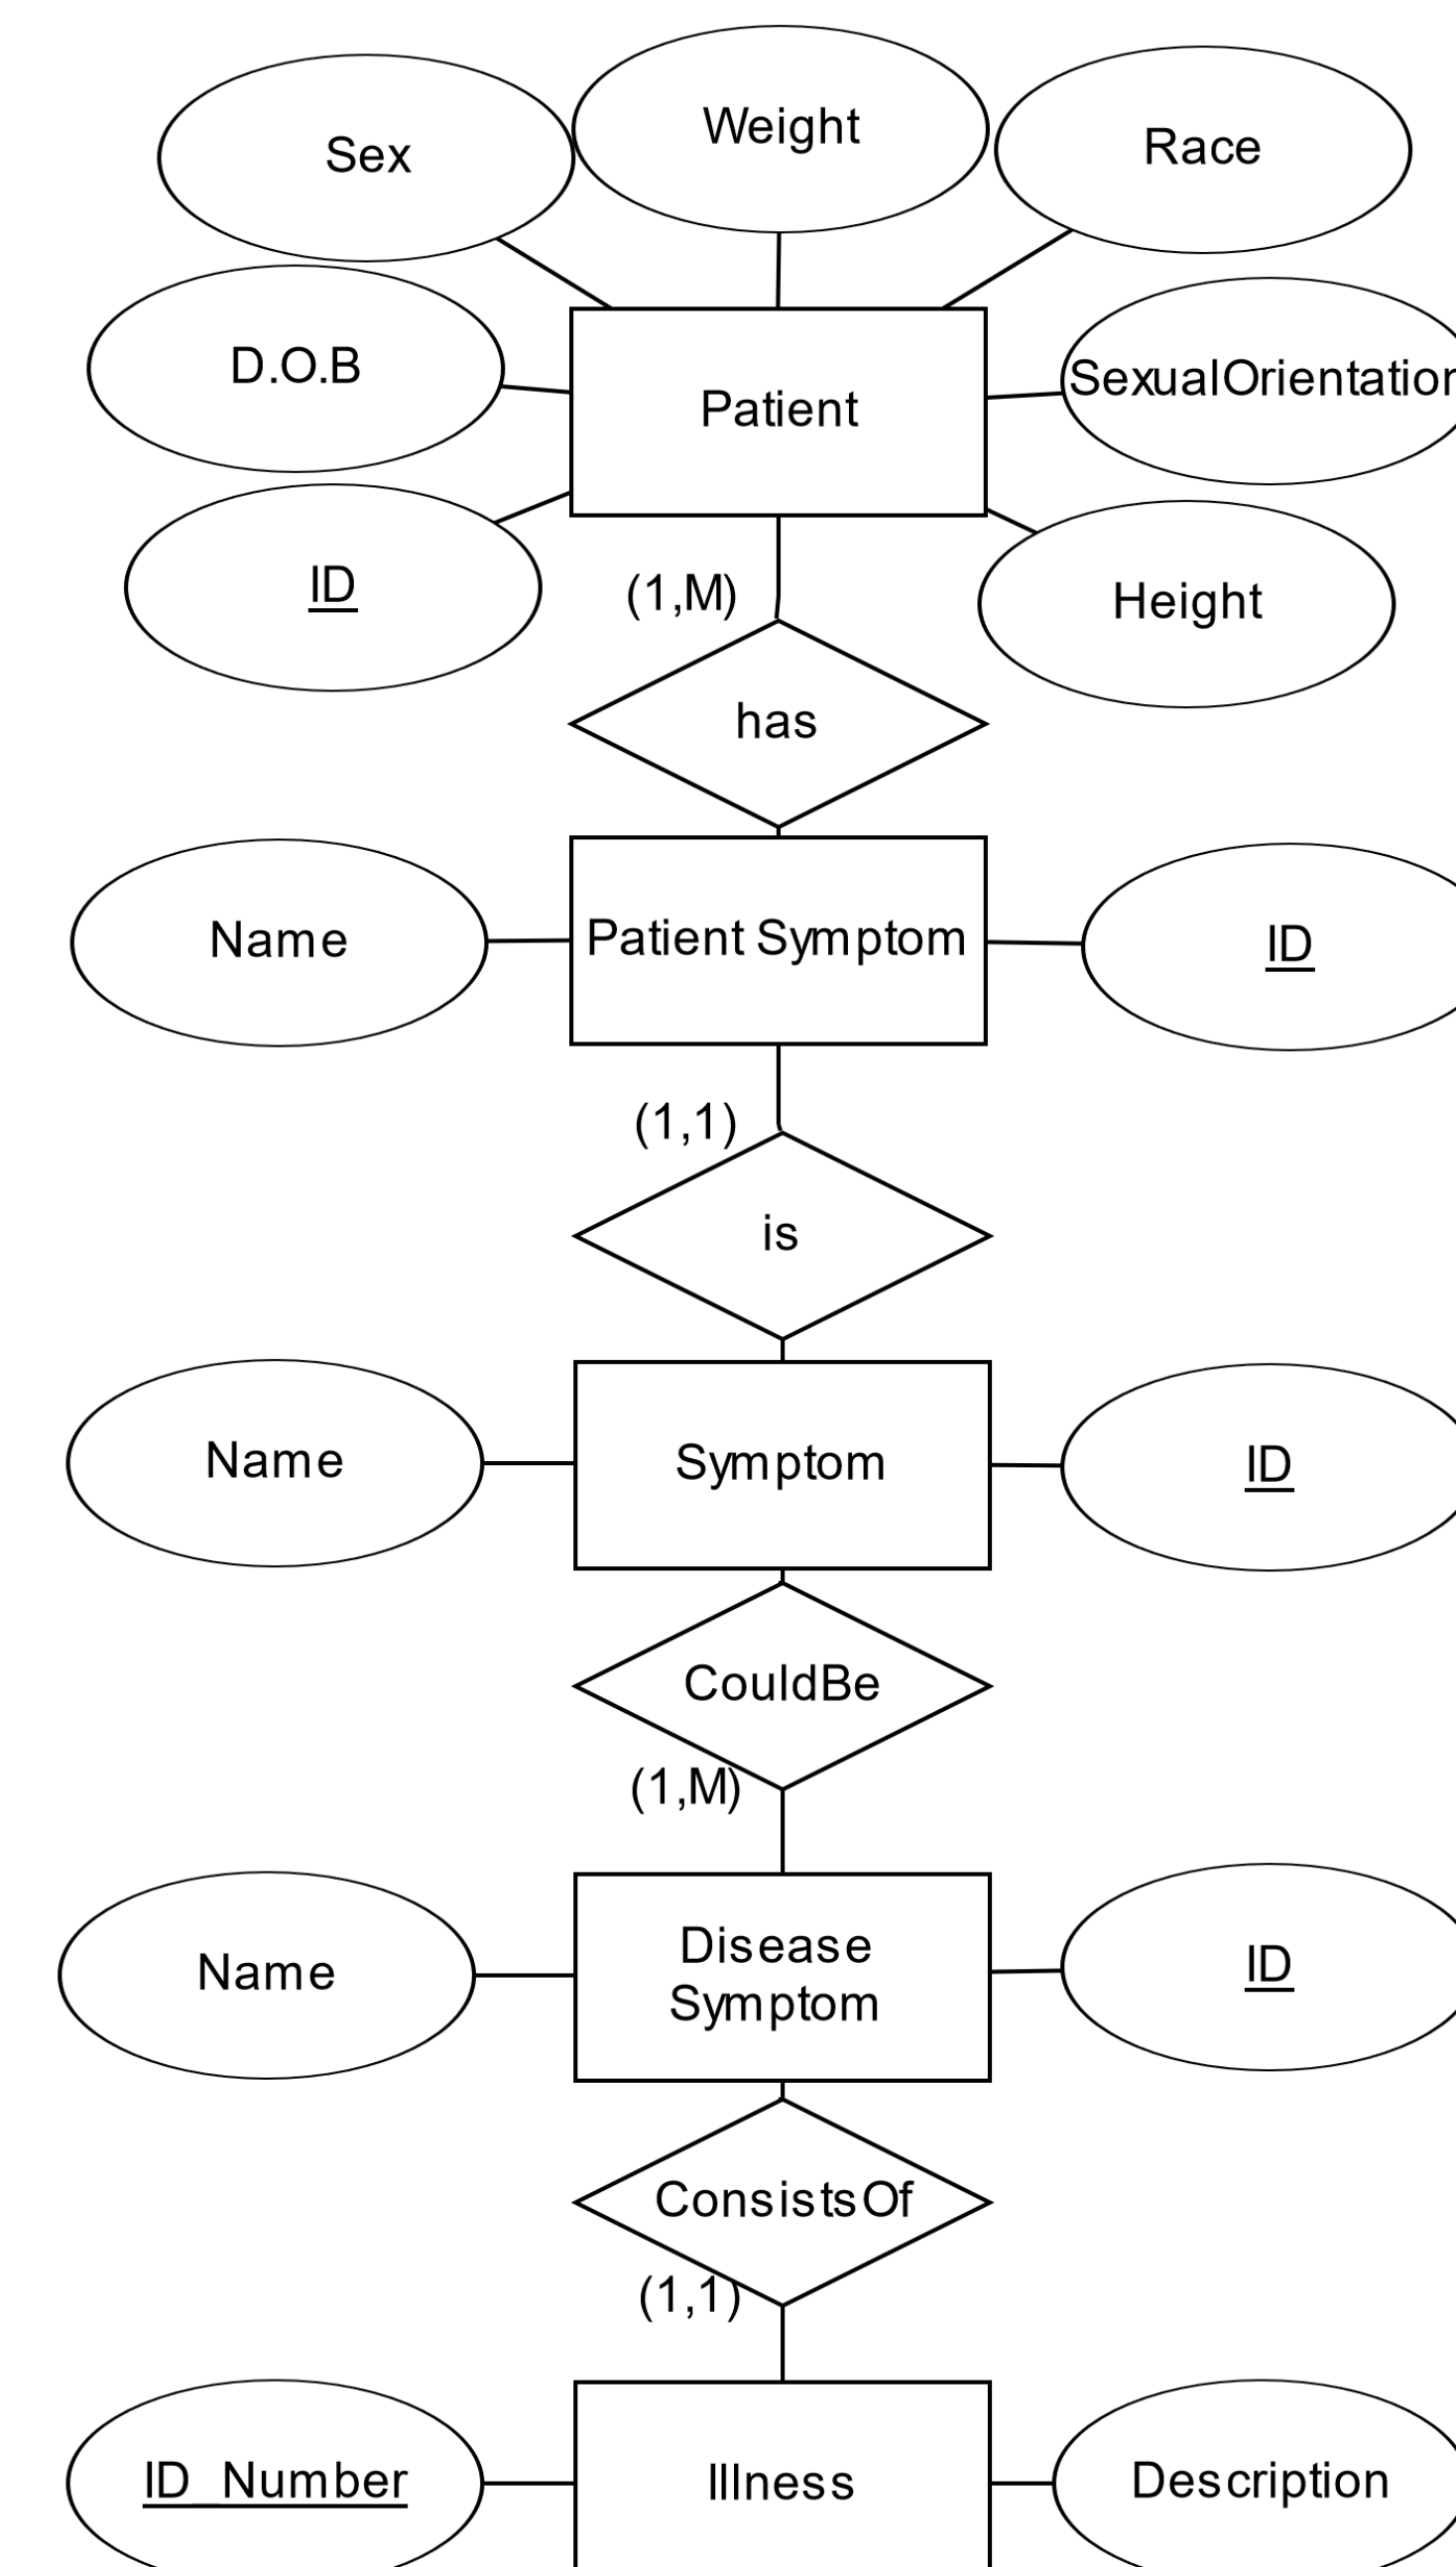 Sex
Weight
Race
D.O.B
Patient
SexualOrientation
ID
(1,M)
Height
has
Name
Patient Symptom
ID
(1,1)
is
Name
Symptom
ID
CouldBe
(1,M)
Name
Disease
Symptom
ID
ConsistsOf
(1,1)
ID_Number
Illness
Description